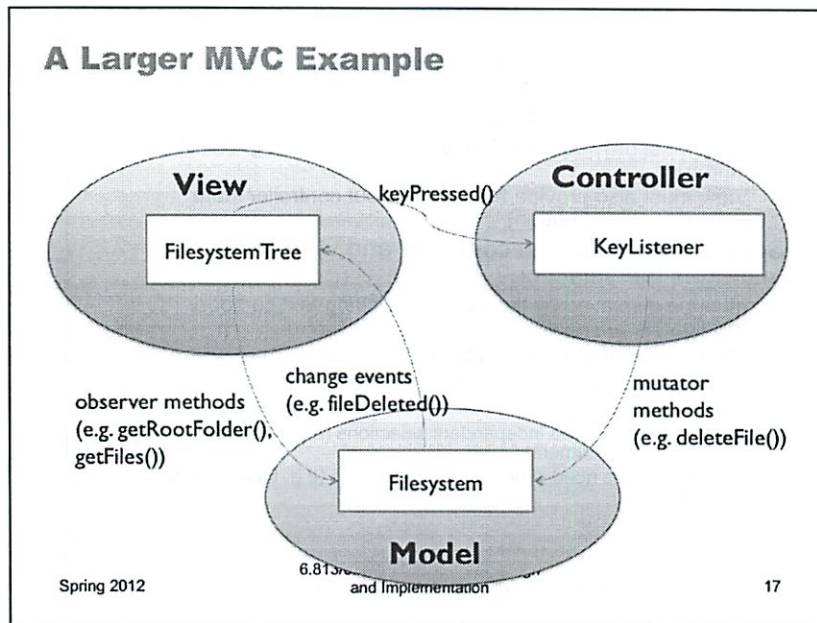 A Larger MVC Example
View
Controller
keyPressed()
FilesystemTree
KeyListener
observer methods
(e.g. getRootFolder(),
getFiles())
change events
(e.g. fileDeleted())
mutator
methods
(e.g. deleteFile())
Filesystem
Model
Spring 2012
and Implementation
17